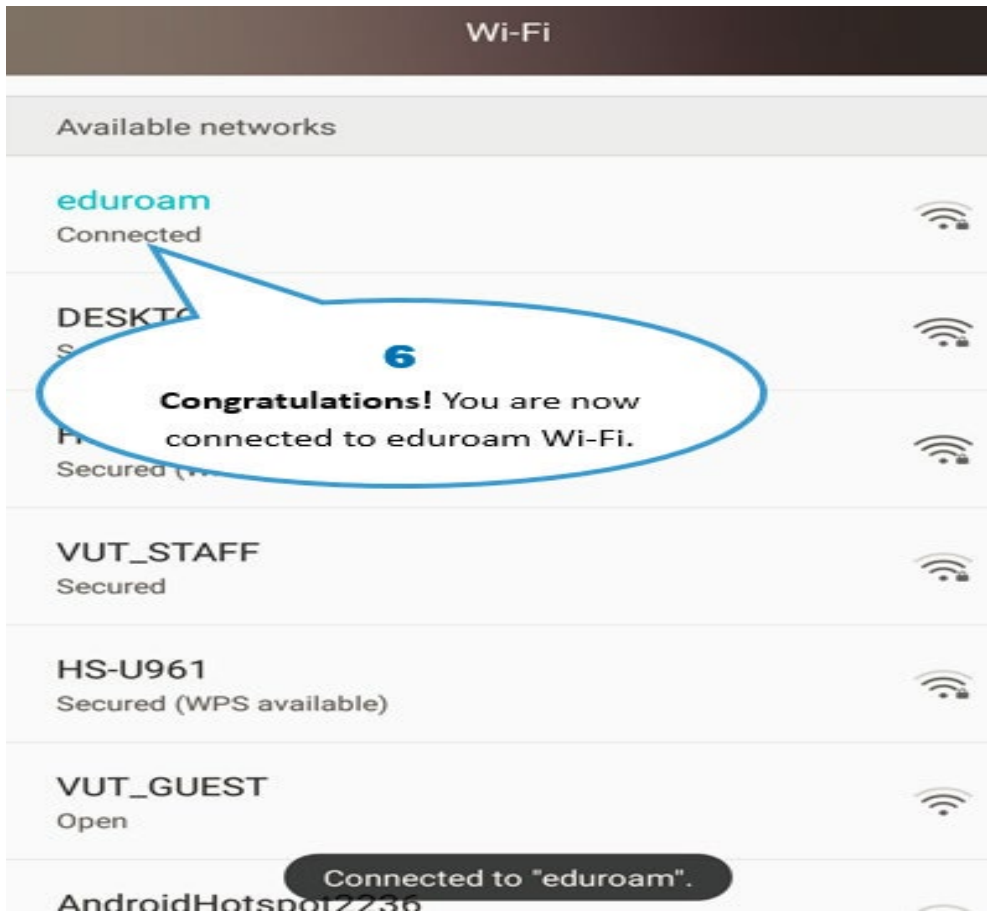 Wi-Fi
Available networks
eduroam
Connected
6
Congratulations! You are now
connected to eduroam Wi-Fi.
Secured
VUT_STAFF
Secured
HS-U961
Secured (WPS available)
VUT_GUEST
Open
Connected to "eduroam".
AndroidHotspot2236